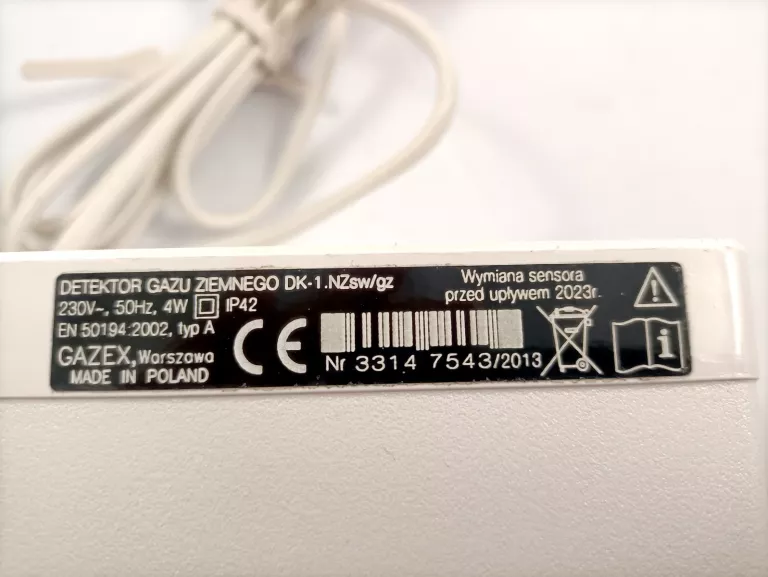 DETEKTOR GAZU ZIEMNEGO DK-1.NZsw/gz
230V~, 50Hz, 4W IP42
EN 50194:2002, typ A
GAZEX, Warszawa
MADE IN POLAND
CE
Wymiana sensora
przed upływem 2023r.
Nr 3314 7543/2013
i